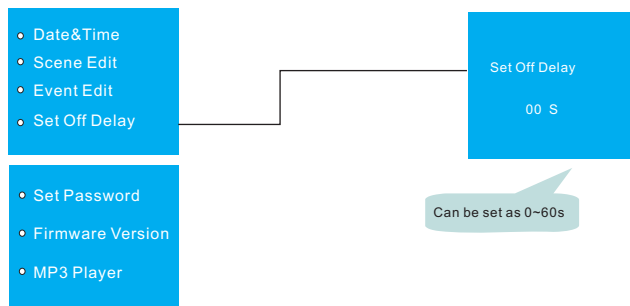 Date&Time
Scene Edit
Event Edit
Set Off Delay
Set Password
Firmware Version
MP3 Player
Set Off Delay
00 S
Can be set as 0~60s